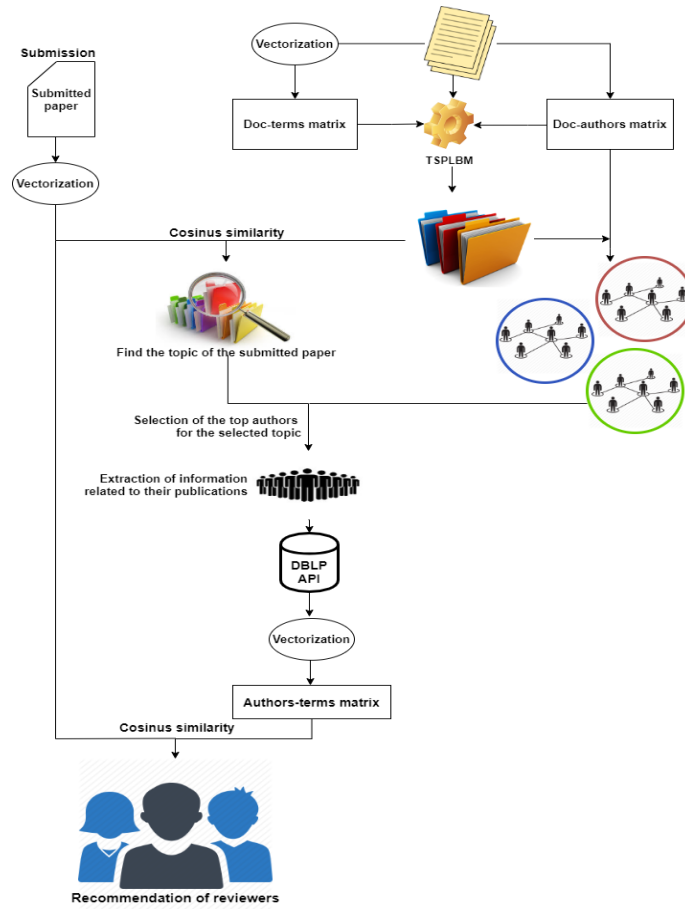 Submission
Submitted
paper
Vectorization
Vectorization
Doc-terms matrix
TSPLBM
Doc-authors matrix
Cosinus similarity
Find the topic of the submitted paper
Selection of the top authors
for the selected topic
Extraction of information
related to their publications
DBLP
API
Vectorization
Authors-terms matrix
Cosinus similarity
Recommendation of reviewers